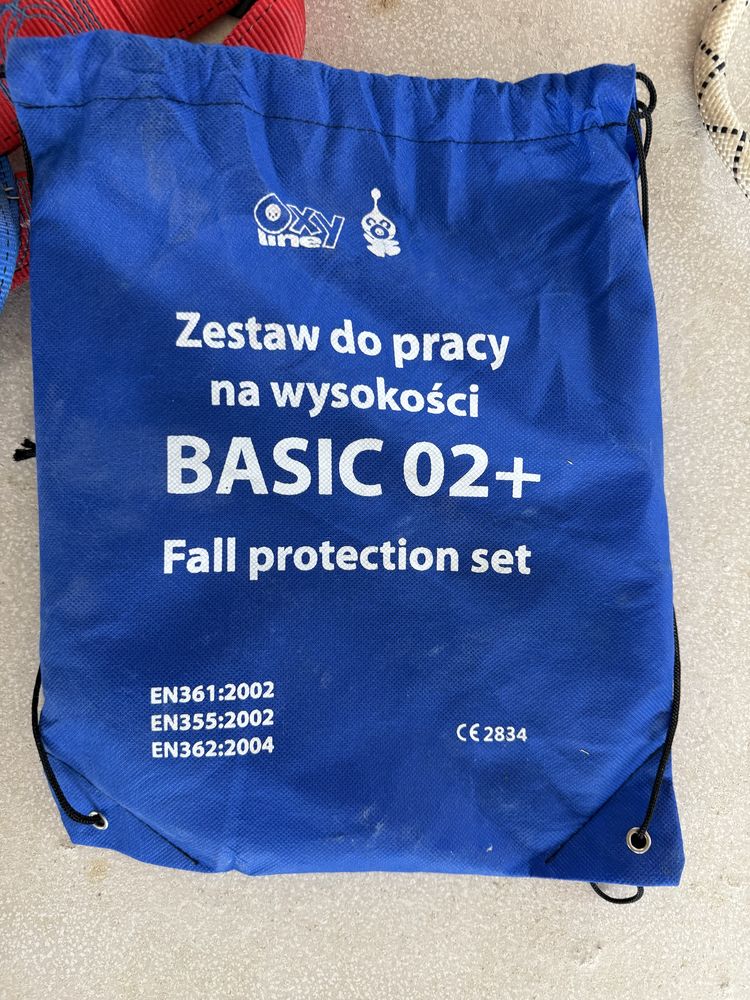 Oxy
line
Zestaw do pracy
na wysokości
BASIC 02+
Fall protection set
EN361:2002
EN355:2002
EN362:2004
CE 2834